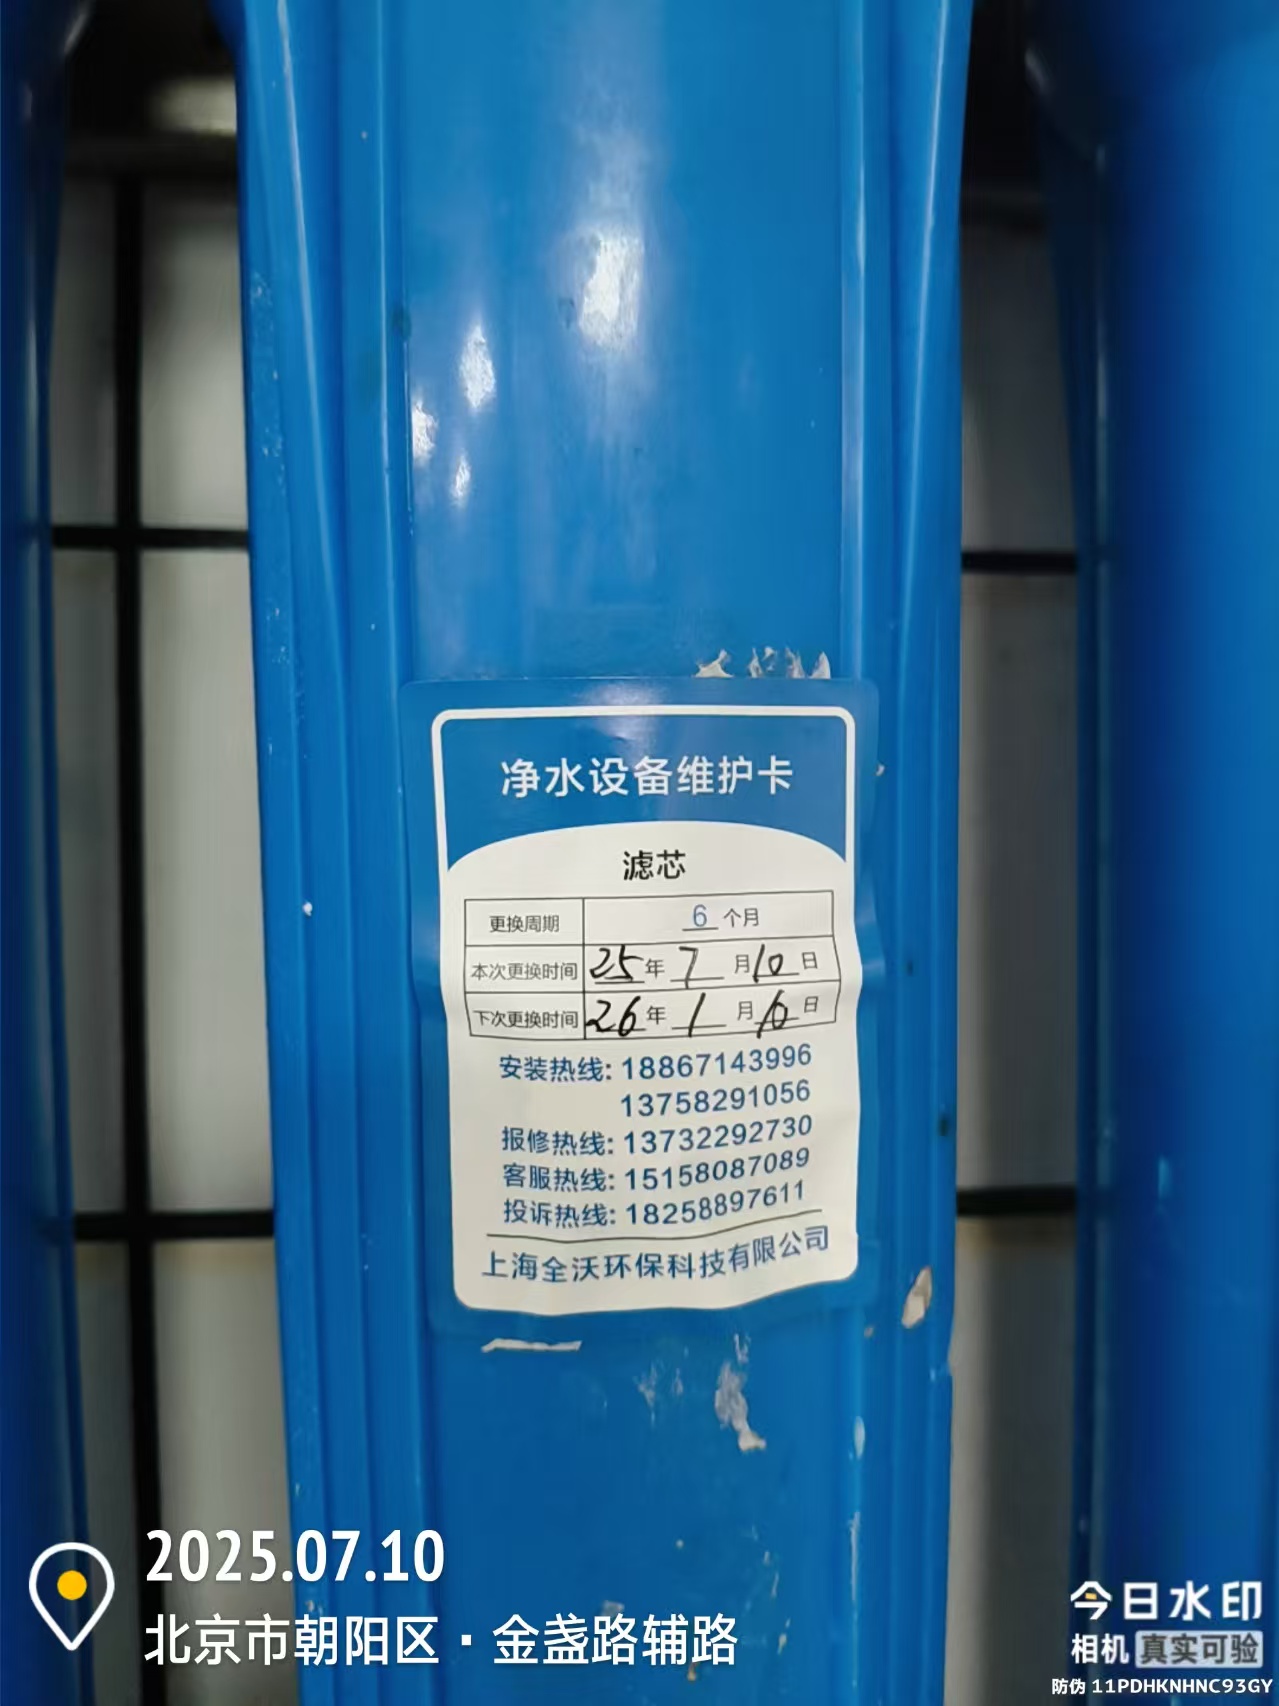 净水设备维护卡
滤芯
更换周期 6 个月
本次更换时间 25 年 7 月 10 日
下次更换时间 26 年 1 月 10 日
安装热线: 18867143996
13758291056
报修热线: 13732292730
客服热线: 15158087089
投诉热线: 18258897611
上海全沃环保科技有限公司
2025.07.10
北京市朝阳区·金盏路辅路
今日水印
相机 真实可验
防伪 11PDHKNHNC93GY